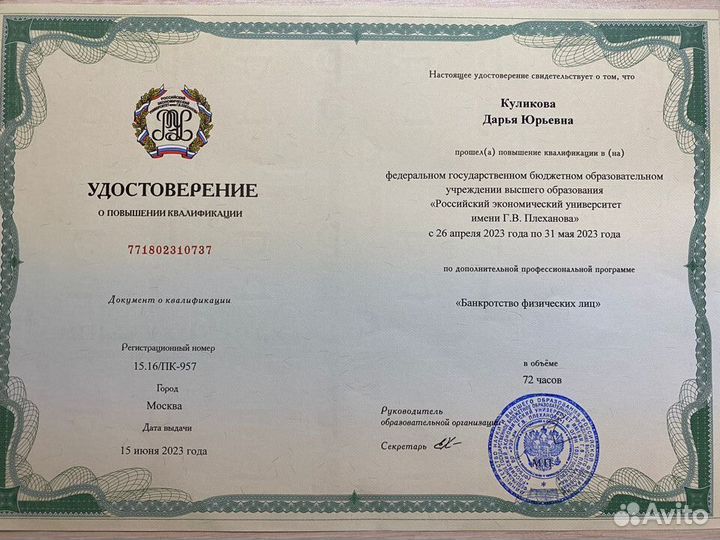 РОССИЙСКИЙ
ЭКОНОМИЧЕСКИЙ
УДОСТОВЕРЕНИЕ
О ПОВЫШЕНИИ КВАЛИФИКАЦИИ
771802310737
Документ о квалификации
Регистрационный номер
15.16/ПК-957
Город
Москва
Дата выдачи
15 июня 2023 года
Настоящее удостоверение свидетельствует о том, что
Куликова
Дарья Юрьевна
прошел(а) повышение квалификации в (на)
федеральном государственном бюджетном образовательном
учреждении высшего образования
«Российский экономический университет
имени Г.В. Плеханова»
с 26 апреля 2023 года по 31 мая 2023 года
по дополнительной профессиональной программе
«Банкротство физических лиц»
в объёме
72 часов
Руководитель
образовательной организации
Секретарь
М.П.
Avito